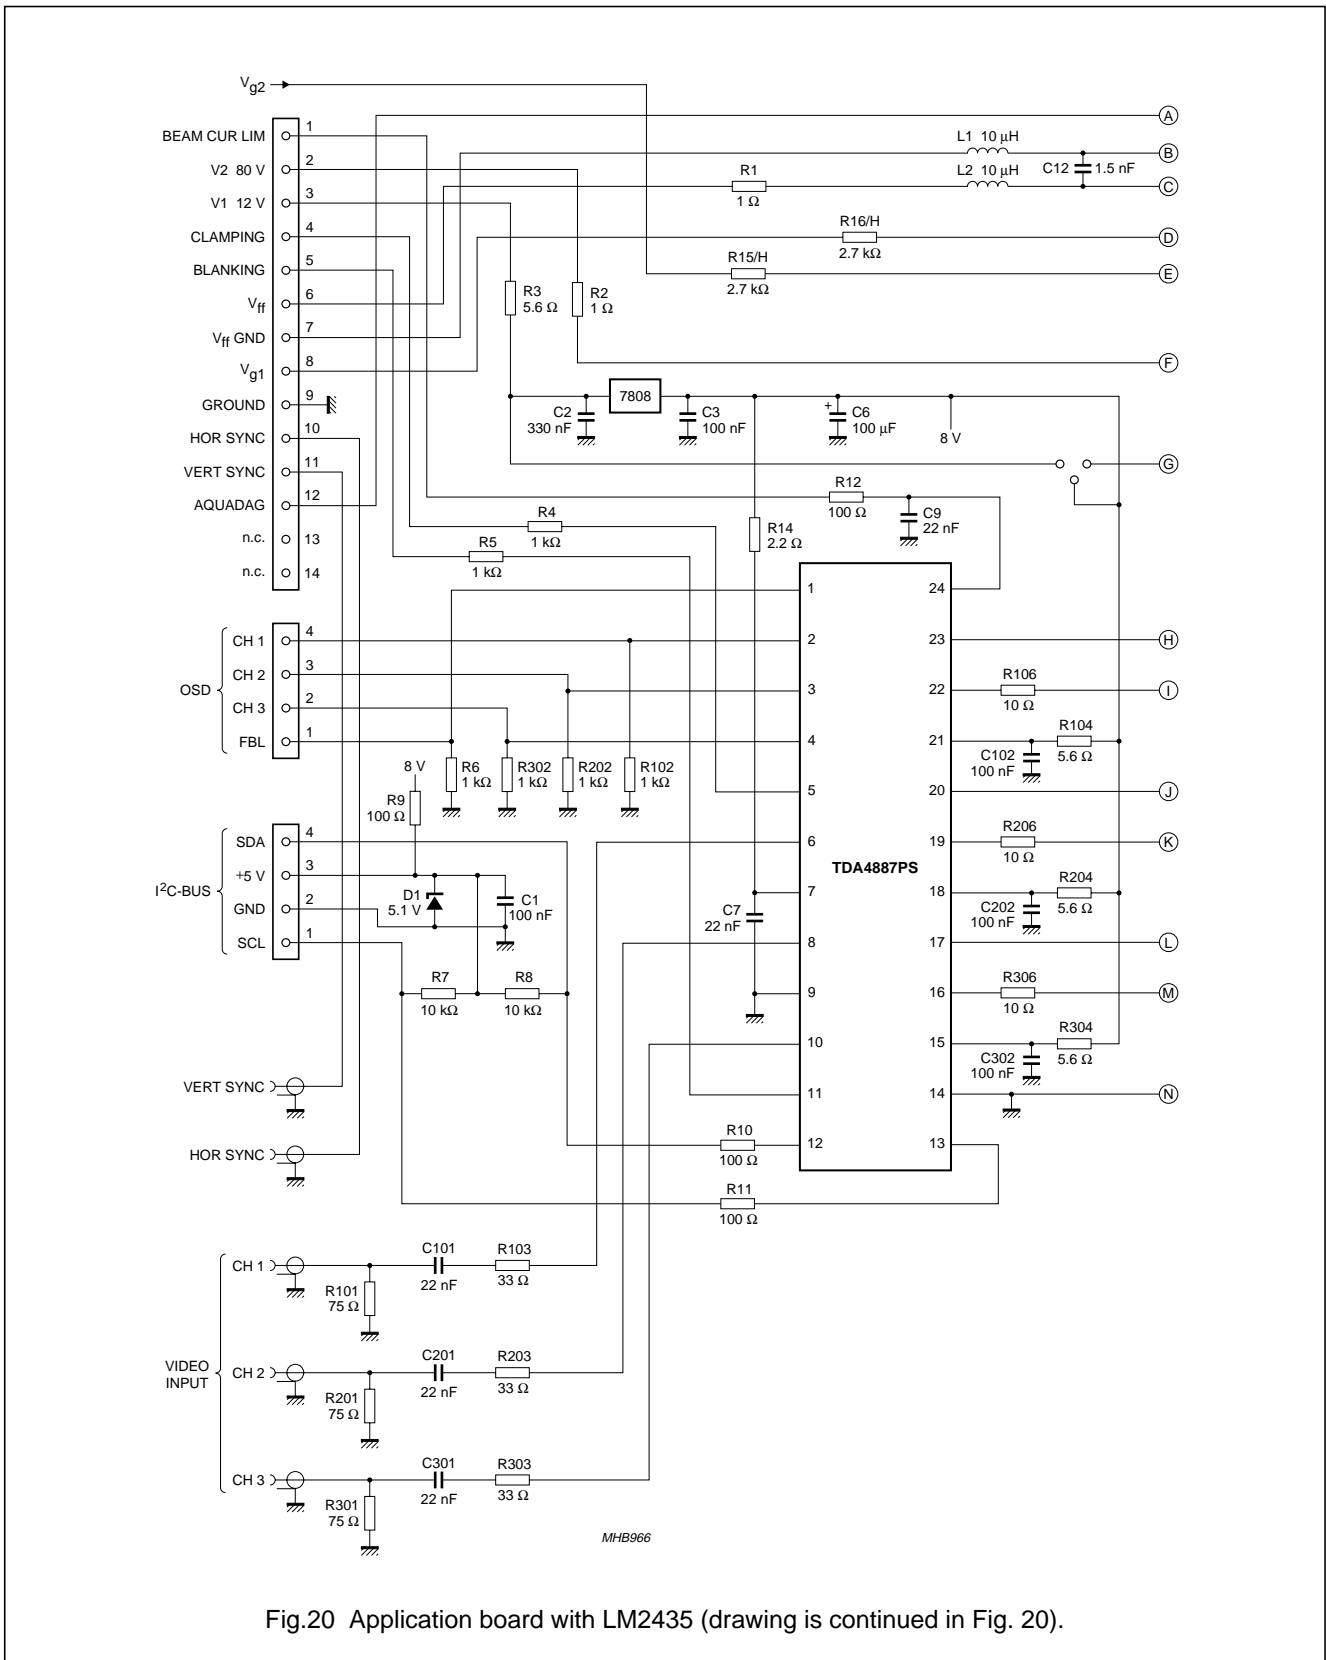 Vg2
BEAM CUR LIM 1
V2 80 V 2
V1 12 V 3
CLAMPING 4
BLANKING 5
Vff 6
Vff GND 7
Vg1 8
GROUND 9
HOR SYNC 10
VERT SYNC 11
AQUADAG 12
n.c. 13
n.c. 14
A
L1 10 μH
B
C12 1.5 nF
R1
1 Ω
L2 10 μH
C
R16/H
2.7 kΩ
D
R15/H
2.7 kΩ
E
R3
5.6 Ω
R2
1 Ω
F
7808
C2
330 nF
C3
100 nF
+
C6
100 μF
8 V
G
R12
100 Ω
C9
22 nF
R4
1 kΩ
R5
1 kΩ
R14
2.2 Ω
OSD
CH 1 4
CH 2 3
CH 3 2
FBL 1
R6
1 kΩ
R302
1 kΩ
R202
1 kΩ
R102
1 kΩ
8 V
R9
100 Ω
I2C-BUS
SDA 4
+5 V 3
GND 2
SCL 1
D1
5.1 V
C1
100 nF
R7
10 kΩ
R8
10 kΩ
C7
22 nF
TDA4887PS
1 24
2 23
3 22
4 21
5 20
6 19
7 18
8 17
9 16
10 15
11 14
12 13
H
R106
10 Ω
I
R104
5.6 Ω
C102
100 nF
J
R206
10 Ω
K
R204
5.6 Ω
C202
100 nF
L
R306
10 Ω
M
R304
5.6 Ω
C302
100 nF
N
VERT SYNC
HOR SYNC
R10
100 Ω
R11
100 Ω
VIDEO
INPUT
CH 1
R101
75 Ω
C101
22 nF
R103
33 Ω
CH 2
R201
75 Ω
C201
22 nF
R203
33 Ω
CH 3
R301
75 Ω
C301
22 nF
R303
33 Ω
MHB966
Fig.20 Application board with LM2435 (drawing is continued in Fig. 20).